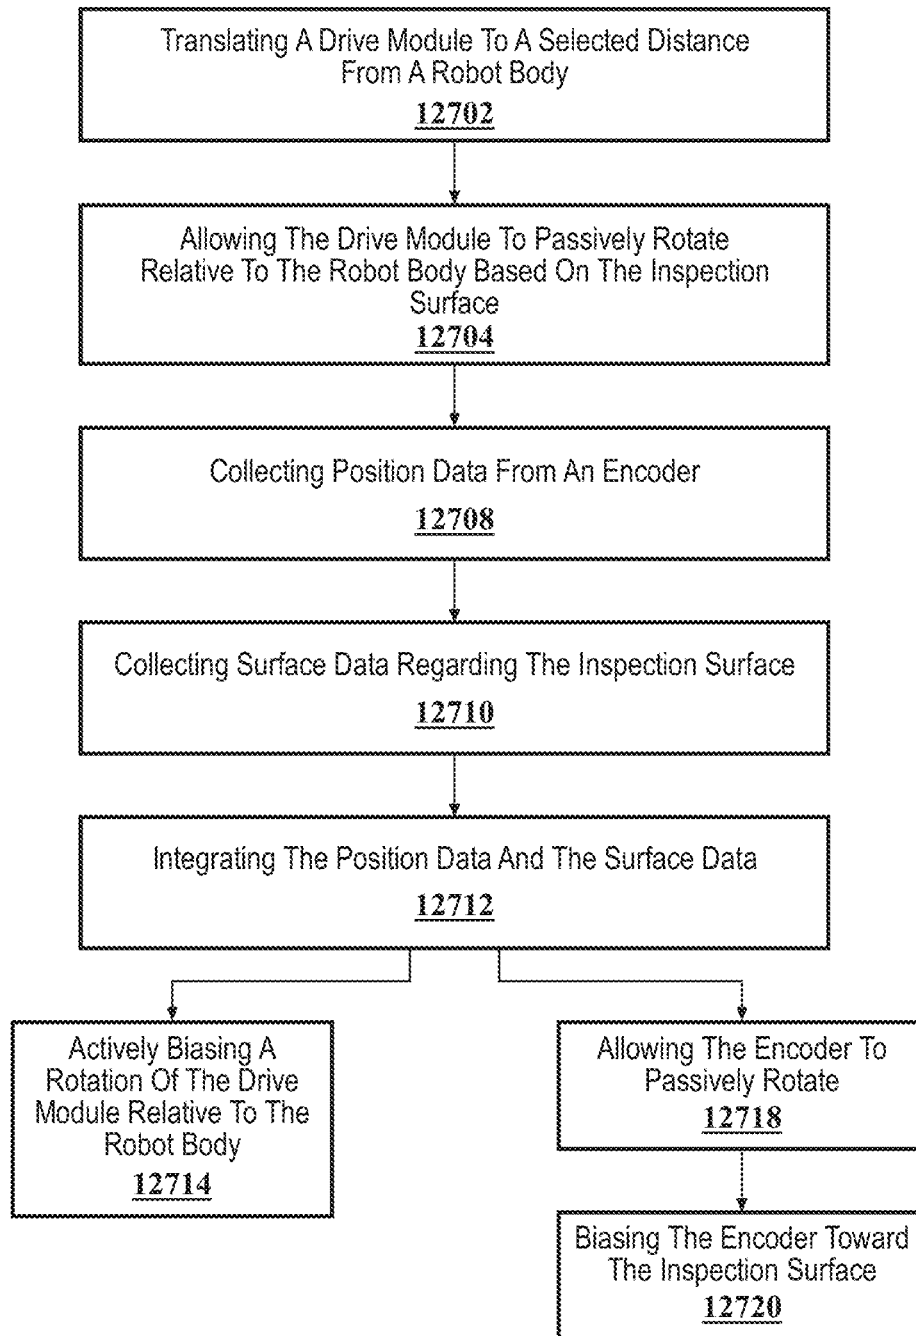 Translating A Drive Module To A Selected Distance
From A Robot Body
12702
Allowing The Drive Module To Passively Rotate
Relative To The Robot Body Based On The Inspection
Surface
12704
Collecting Position Data From An Encoder
12708
Collecting Surface Data Regarding The Inspection Surface
12710
Integrating The Position Data And The Surface Data
12712
Actively Biasing A
Rotation Of The Drive
Module Relative To The
Robot Body
12714
Allowing The Encoder To
Passively Rotate
12718
Biasing The Encoder Toward
The Inspection Surface
12720